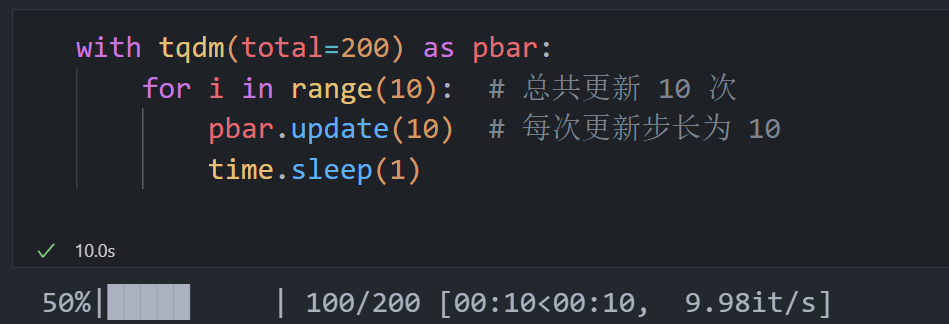 with tqdm(total=200) as pbar:
for i in range(10):  # 总共更新 10 次
pbar.update(10)  # 每次更新步长为 10
time.sleep(1)
10.0s
50%|█████     | 100/200 [00:10<00:10,  9.98it/s]